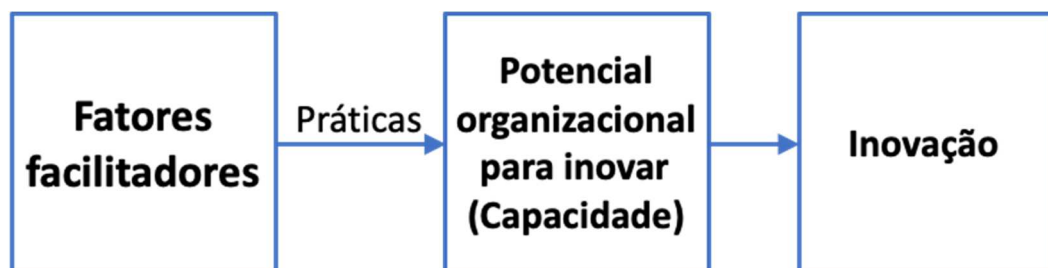 Fatores
facilitadores
Práticas
Potencial
organizacional
para inovar
(Capacidade)
Inovação